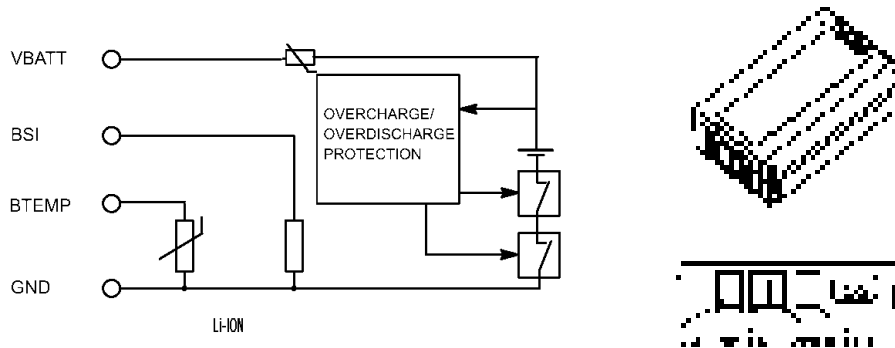 VBATT
OVERCHARGE/
OVERDISCHARGE
PROTECTION
BSI
BTEMP
GND
Li-ION